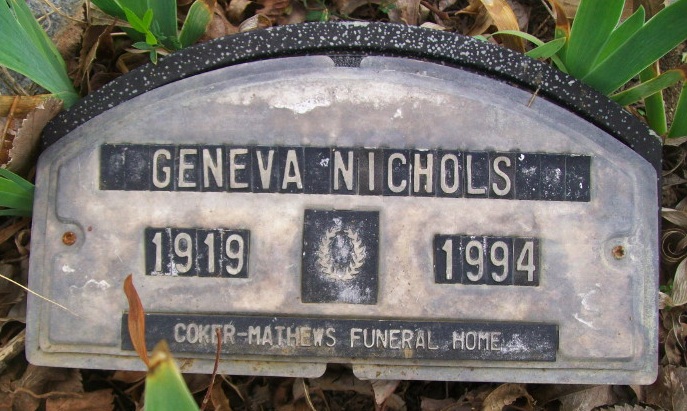 GENEVA NICHOLS
1919 1994
COKER-MATHEWS FUNERAL HOME